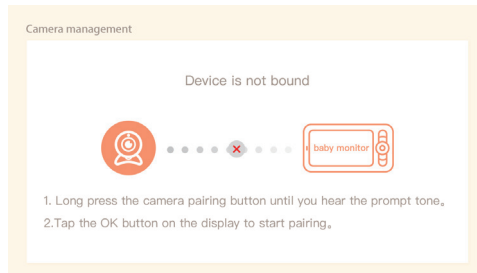 Camera management
Device is not bound
baby monitor
1. Long press the camera pairing button until you hear the prompt tone。
2.Tap the OK button on the display to start pairing。